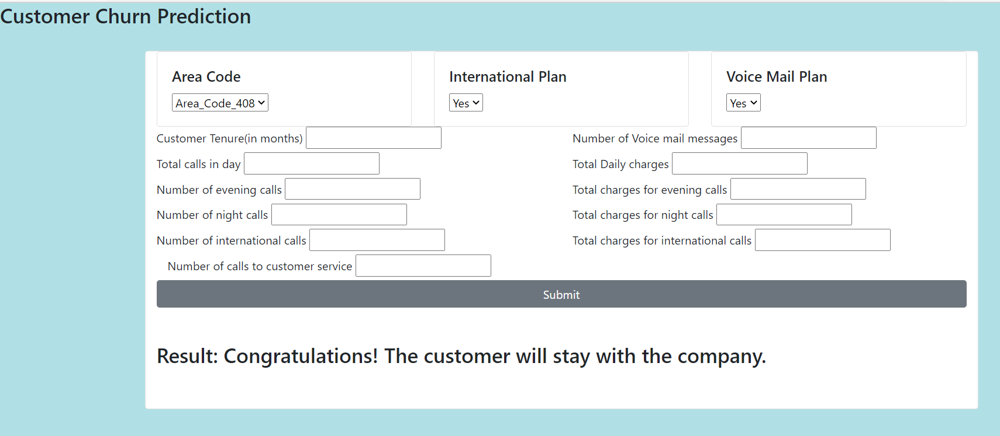 Customer Churn Prediction
Area Code
International Plan
Voice Mail Plan
Area_Code_408
Yes
Yes
Customer Tenure(in months)
Number of Voice mail messages
Total calls in day
Total Daily charges
Number of evening calls
Total charges for evening calls
Number of night calls
Total charges for night calls
Number of international calls
Total charges for international calls
Number of calls to customer service
Submit
Result: Congratulations! The customer will stay with the company.